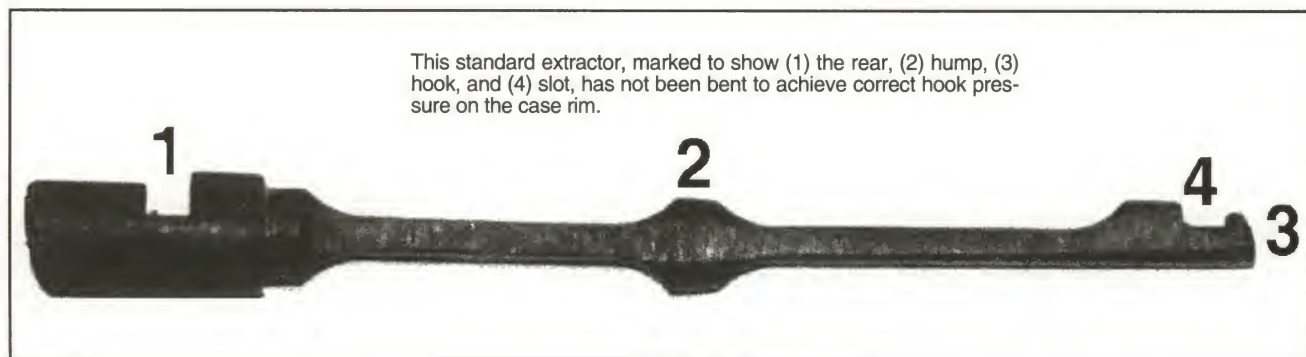 This standard extractor, marked to show (1) the rear, (2) hump, (3)
hook, and (4) slot, has not been bent to achieve correct hook pres-
sure on the case rim.
1
2
4
3